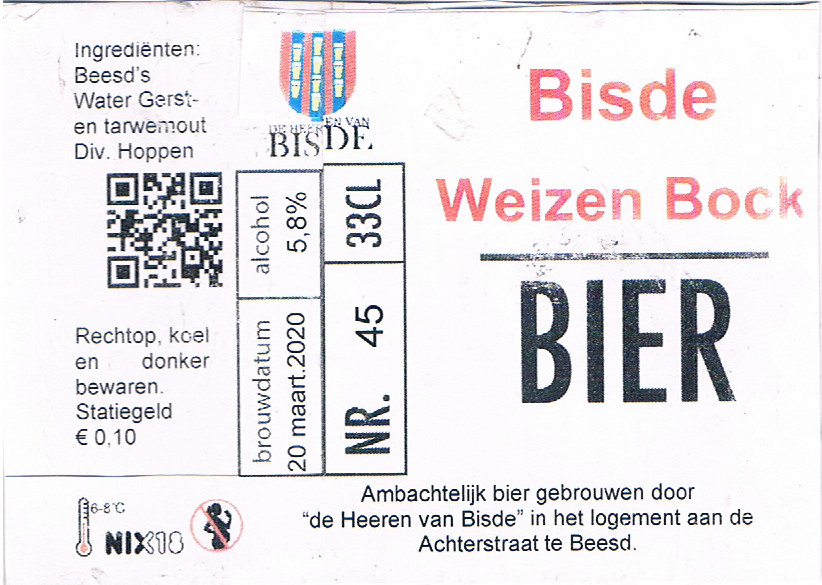 Ingrediënten:
Beesd's
Water Gerst-
en tarwemout
Div. Hoppen
DE HEEREN VAN
BISDE
alcohol
5,8%
33CL
brouwdatum
20 maart.2020
NR. 45
Bisde
Weizen Bock
BIER
Rechtop, koel
en donker
bewaren.
Statiegeld
€ 0,10
6-8°C
NIX18
Ambachtelijk bier gebrouwen door
“de Heeren van Bisde” in het logement aan de
Achterstraat te Beesd.